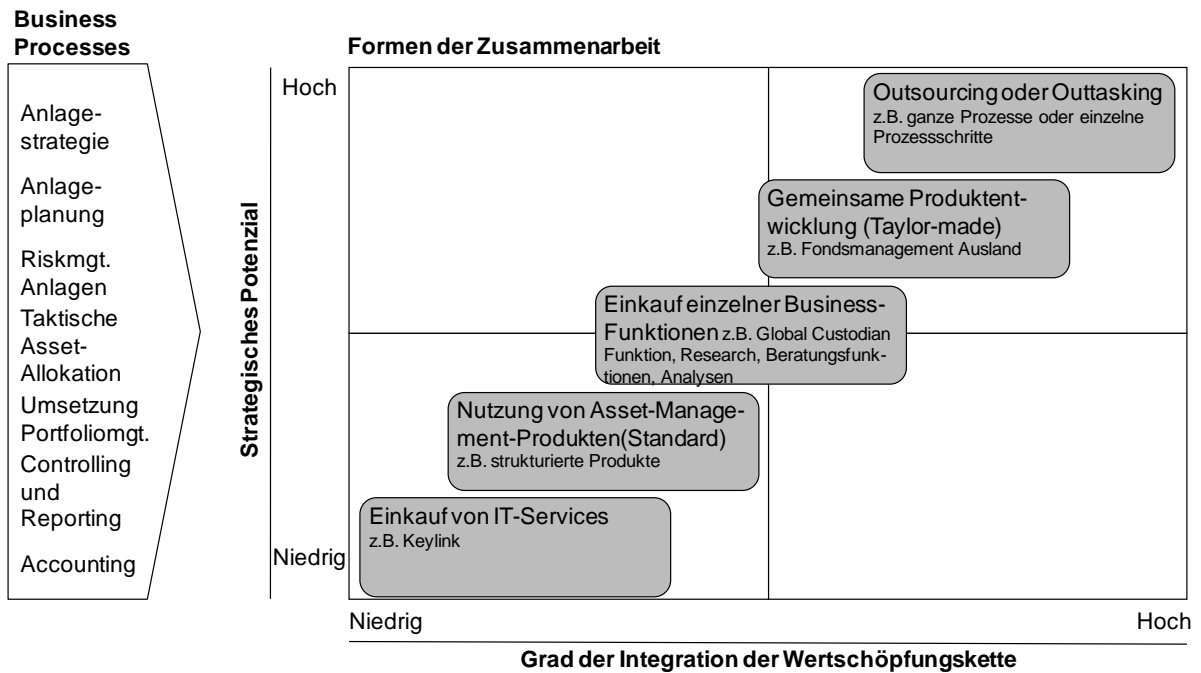 Business
Processes
Anlage-
strategie
Anlage-
planung
Riskmgt.
Anlagen
Taktische
Asset-
Allokation
Umsetzung
Portfoliomgt.
Controlling
und
Reporting
Accounting
Formen der Zusammenarbeit
Strategisches Potenzial
Hoch
Niedrig
Outsourcing oder Outtasking
z.B. ganze Prozesse oder einzelne
Prozessschritte
Gemeinsame Produktent-
wicklung (Taylor-made)
z.B. Fondsmanagement Ausland
Einkauf einzelner Business-
Funktionen z.B. Global Custodian
Funktion, Research, Beratungsfunk-
tionen, Analysen
Nutzung von Asset-Manage-
ment-Produkten(Standard)
z.B. strukturierte Produkte
Einkauf von IT-Services
z.B. Keylink
Niedrig
Hoch
Grad der Integration der Wertschöpfungskette